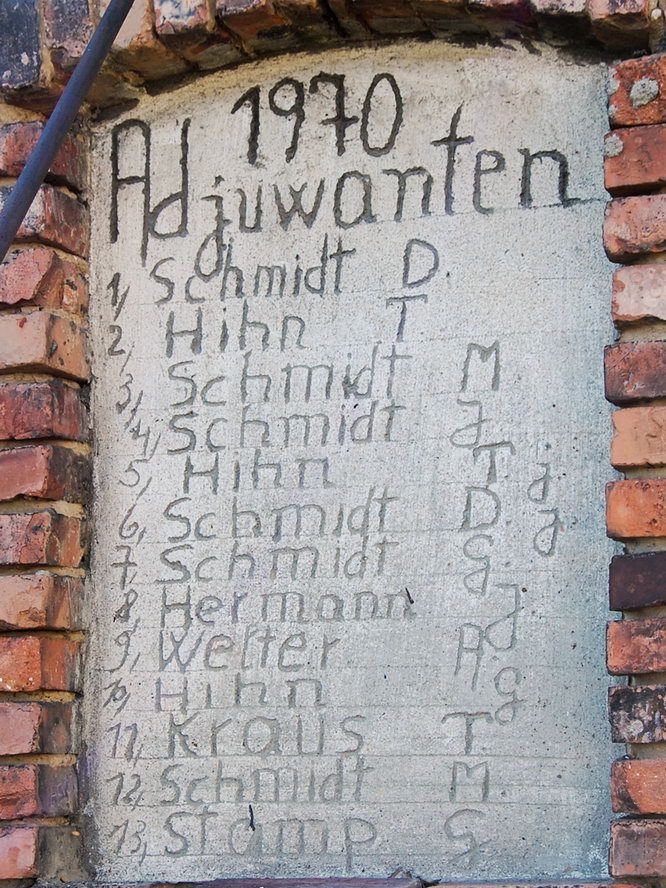 1970
Adjuwanten
1, Schmidt D.
2, Hihn T
3, Schmidt M
4, Schmidt J
5, Hihn T j
6, Schmidt D. J
7, Schmidt G.
8, Hermann J
9, Welter A.
10, Hihn G
11, Kraus T
12, Schmidt M.
13, Stamp G